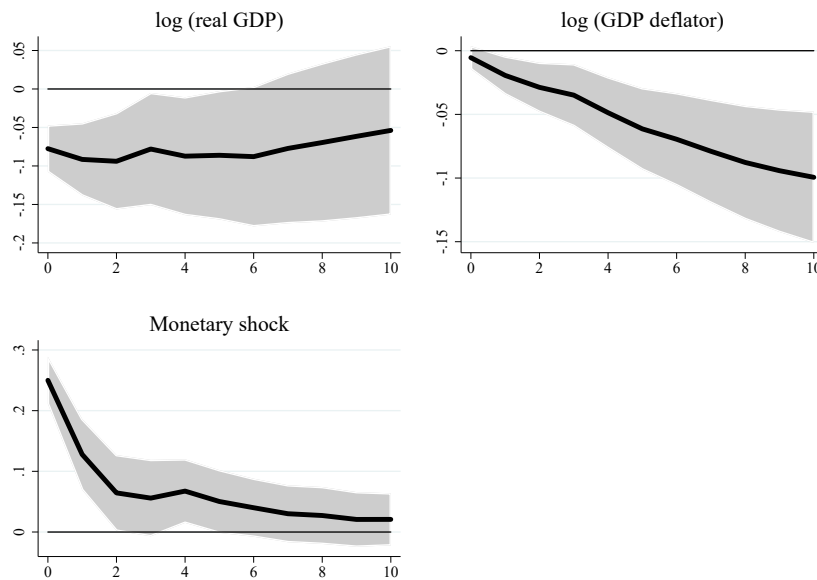 log (real GDP)
.05
0
-.05
-.1
-.15
-.2
0 2 4 6 8 10
log (GDP deflator)
0
-.05
-.1
-.15
0 2 4 6 8 10
Monetary shock
.3
.2
.1
0
0 2 4 6 8 10